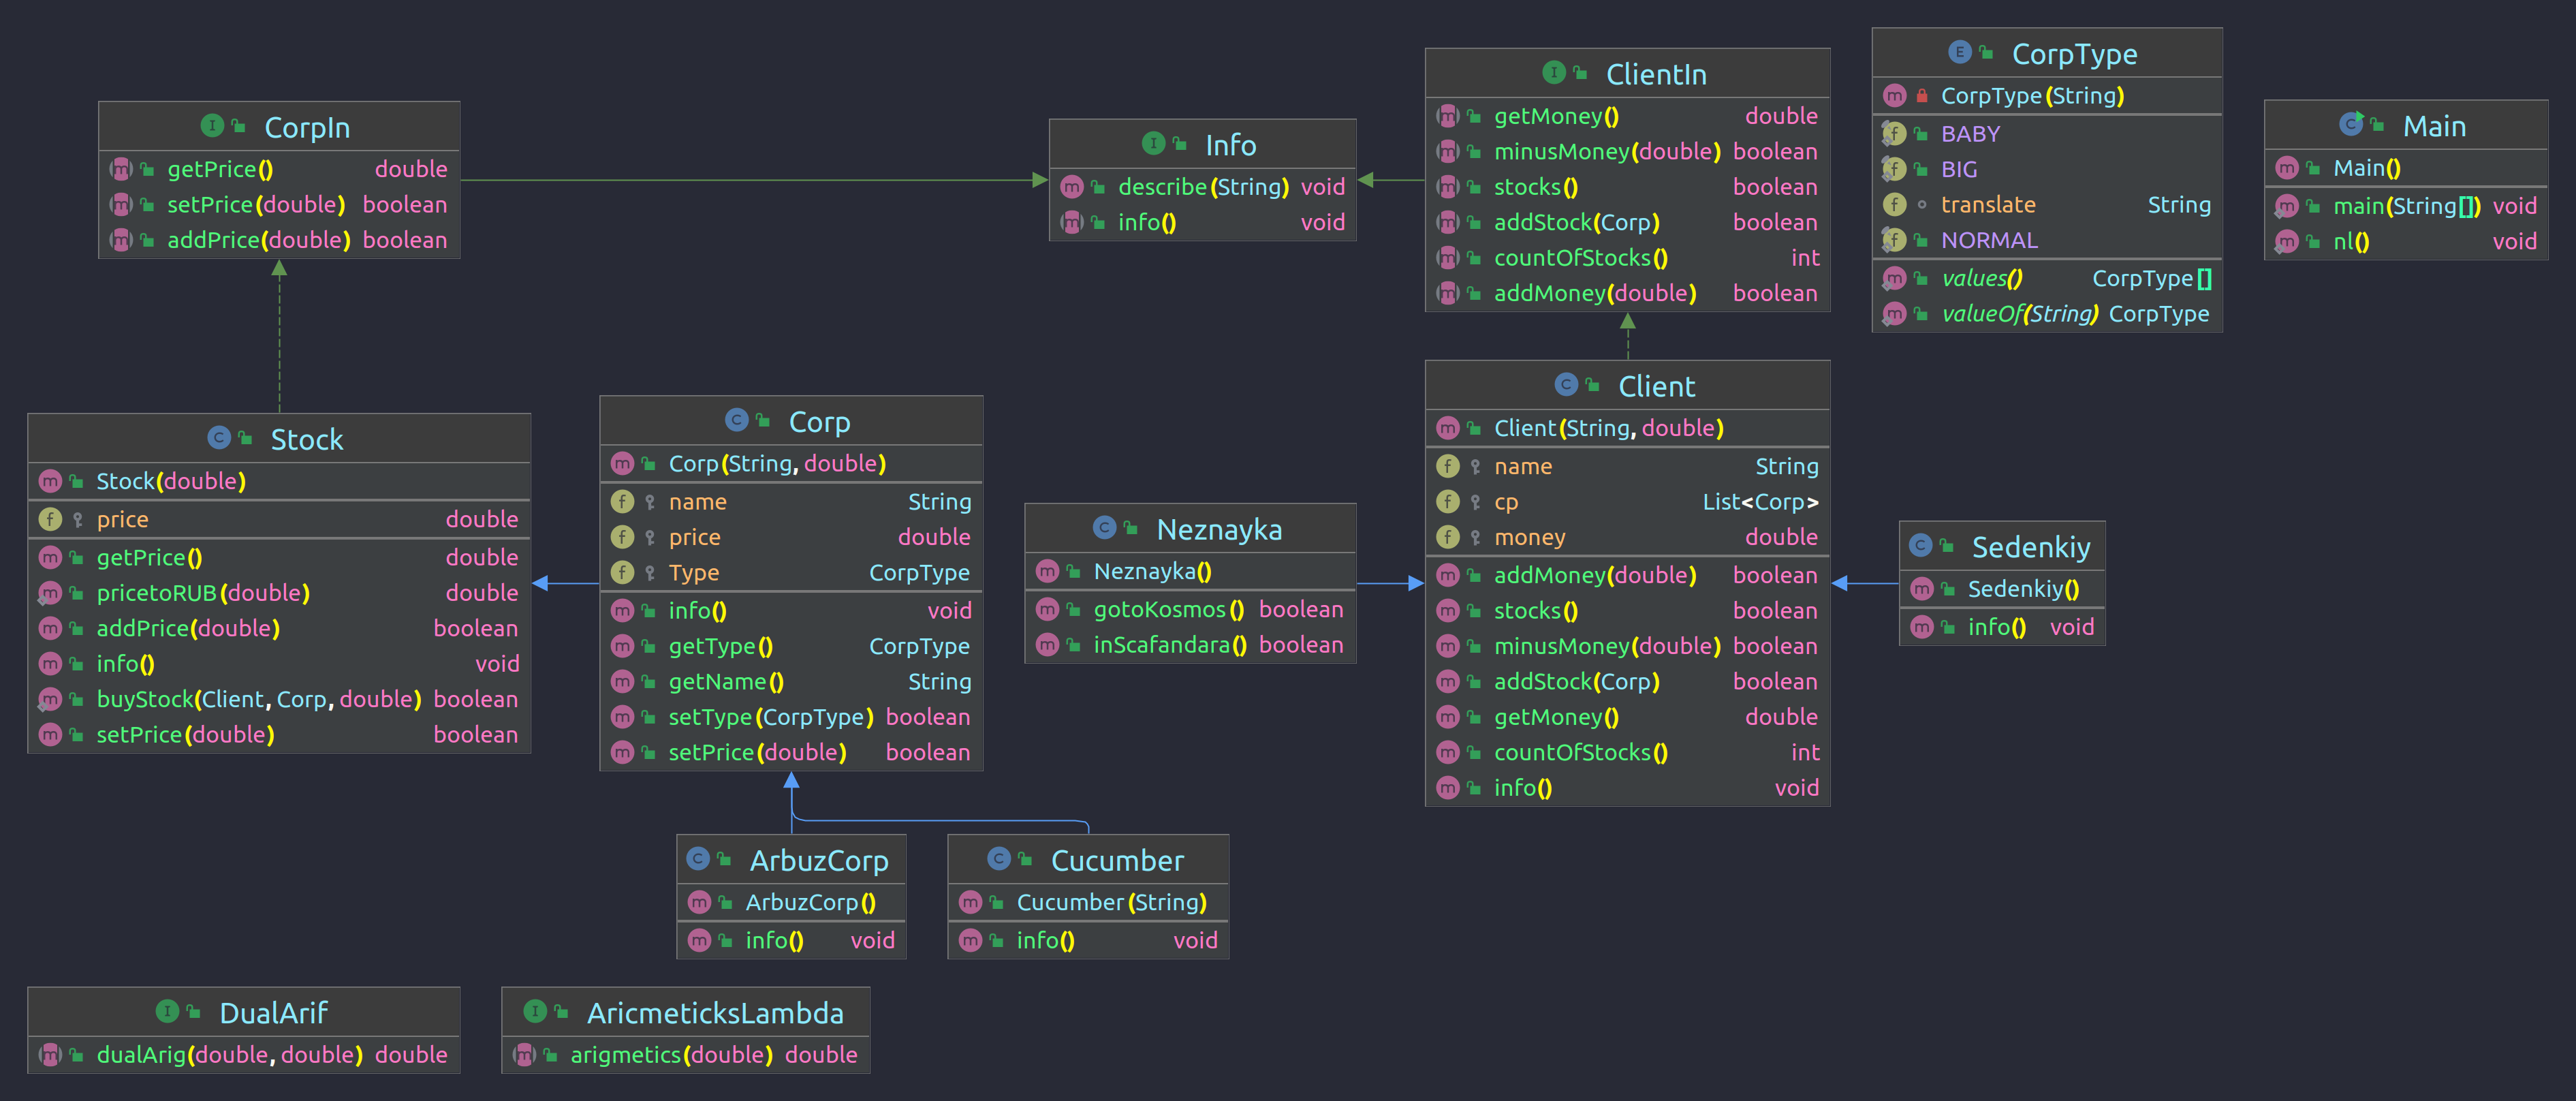 CorpIn
getPrice() double
setPrice(double) boolean
addPrice(double) boolean
Info
describe(String) void
info() void
ClientIn
getMoney() double
minusMoney(double) boolean
stocks() boolean
addStock(Corp) boolean
countOfStocks() int
addMoney(double) boolean
CorpType
CorpType(String)
BABY
BIG
translate String
NORMAL
values() CorpType[]
valueOf(String) CorpType
Main
Main()
main(String[]) void
nl() void
Stock
Stock(double)
price double
getPrice() double
pricetoRUB(double) double
addPrice(double) boolean
info() void
buyStock(Client, Corp, double) boolean
setPrice(double) boolean
Corp
Corp(String, double)
name String
price double
Type CorpType
info() void
getType() CorpType
getName() String
setType(CorpType) boolean
setPrice(double) boolean
Neznayka
Neznayka()
gotoKosmos() boolean
inScafandara() boolean
Client
Client(String, double)
name String
cp List<Corp>
money double
addMoney(double) boolean
stocks() boolean
minusMoney(double) boolean
addStock(Corp) boolean
getMoney() double
countOfStocks() int
info() void
Sedenkiy
Sedenkiy()
info() void
ArbuzCorp
ArbuzCorp()
info() void
Cucumber
Cucumber(String)
info() void
DualArif
dualArig(double, double) double
AricmeticksLambda
arigmetics(double) double